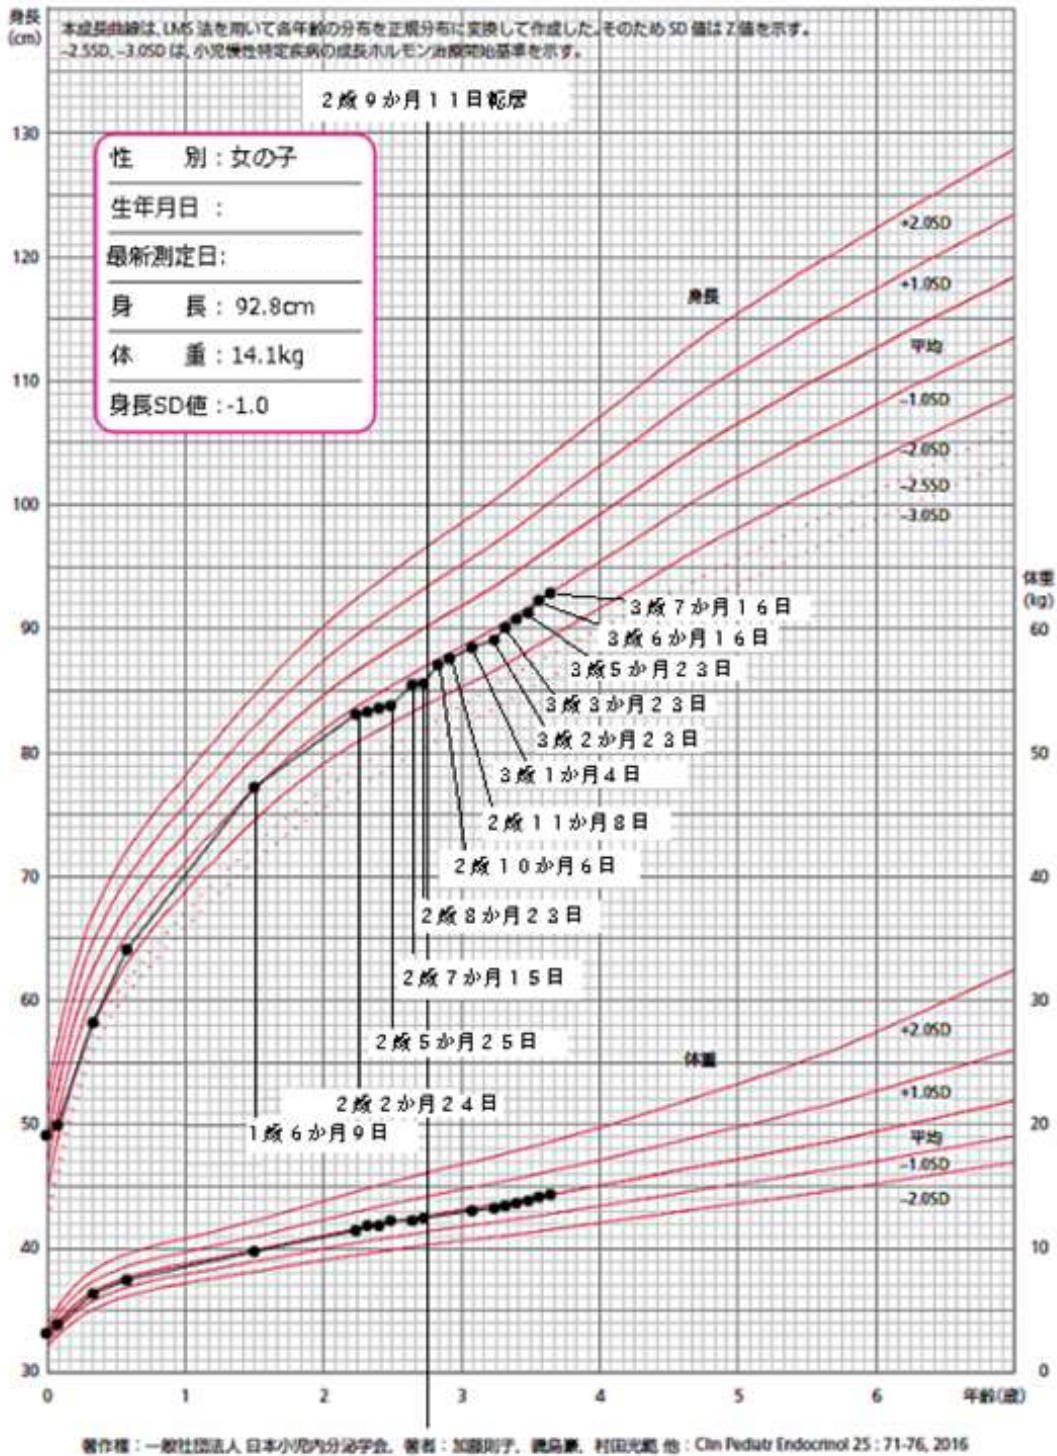 身長
(cm)
本成長曲線は、LMS 法を用いて各年齢の分布を正規分布に変換して作成した。そのため SD 値は Z 値を示す。
-2.5SD、-3.0SD は、小児慢性特定疾病の成長ホルモン治療開始基準を示す。
2歳9か月11日転居
性 別：女の子
生年月日：
最新測定日:
身 長：92.8cm
体 重：14.1kg
身長SD値：-1.0
130
120
110
100
90
80
70
60
50
40
30
身長
+2.0SD
+1.0SD
平均
-1.0SD
-2.0SD
-2.5SD
-3.0SD
体重
(kg)
60
50
40
30
20
10
0
3歳7か月16日
3歳6か月16日
3歳5か月23日
3歳3か月23日
3歳2か月23日
3歳1か月4日
2歳11か月8日
2歳10か月6日
2歳8か月23日
2歳7か月15日
2歳5か月25日
2歳2か月24日
1歳6か月9日
体重
+2.0SD
+1.0SD
平均
-1.0SD
-2.0SD
0 1 2 3 4 5 6 年齢(歳)
著作権：一般社団法人 日本小児内分泌学会, 著者：加藤則子, 磯島豪, 村田光範 他：Clin Pediatr Endocrinol 25 : 71-76, 2016